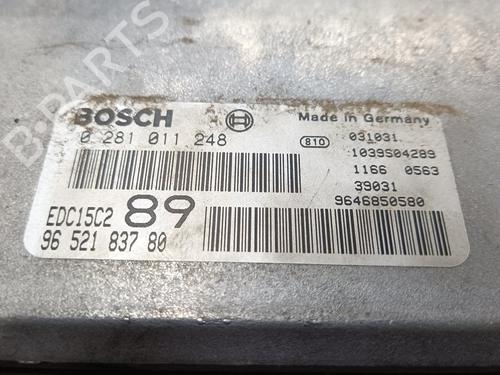 BOSCH
Made in Germany
0 281 011 248
810
031031
1039S04289
1166 0563
39031
9646850580
EDC15C2 89
96 521 837 80
B-PARTS